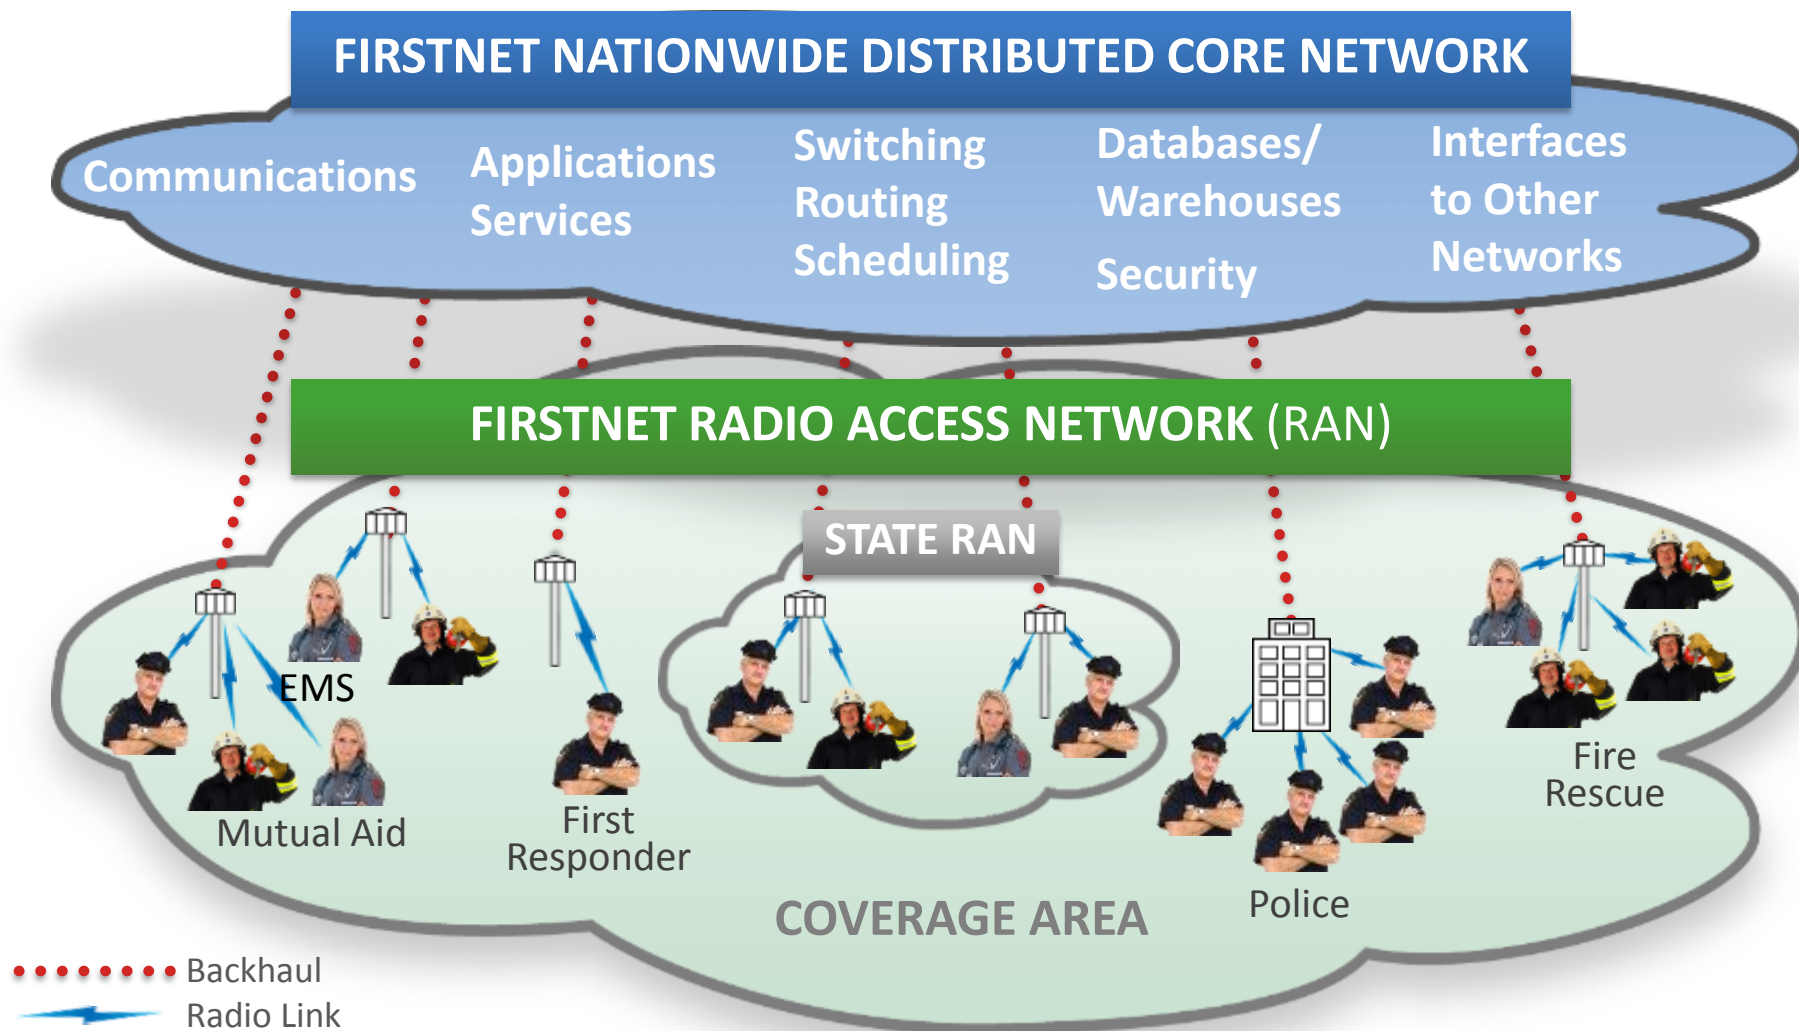 FIRSTNET NATIONWIDE DISTRIBUTED CORE NETWORK
Communications
Applications
Services
Switching
Routing
Scheduling
Databases/
Warehouses
Security
Interfaces
to Other
Networks
FIRSTNET RADIO ACCESS NETWORK (RAN)
STATE RAN
EMS
Mutual Aid
First
Responder
Police
Fire
Rescue
COVERAGE AREA
Backhaul
Radio Link